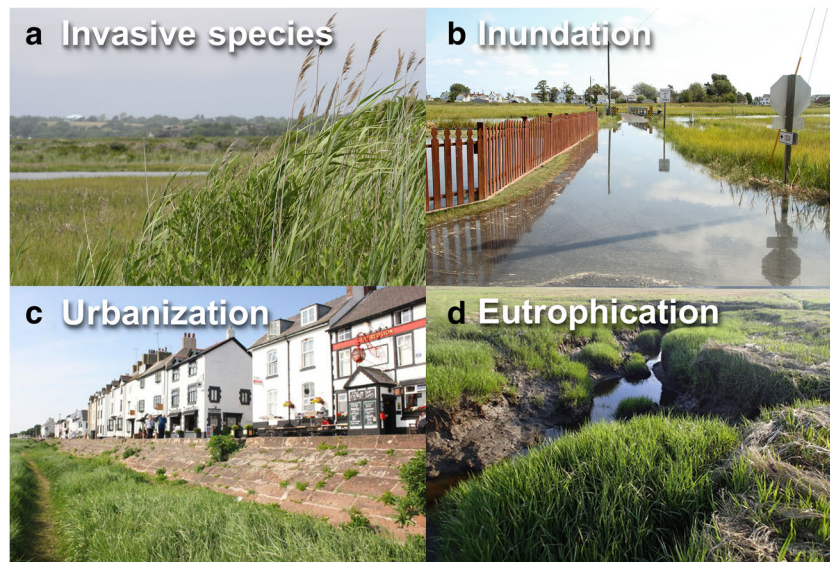 a Invasive species
b Inundation
c Urbanization
d Eutrophication